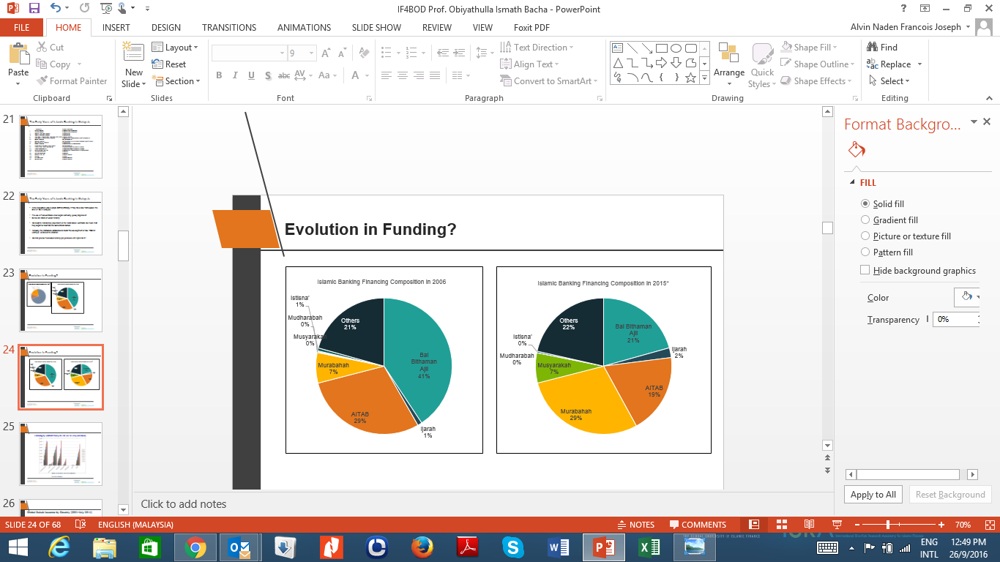 IF4BOD Prof. Obiyathulla Ismath Bacha - PowerPoint
FILE
HOME
INSERT
DESIGN
TRANSITIONS
ANIMATIONS
SLIDE SHOW
REVIEW
VIEW
Foxit PDF
Alvin Naden Francois Joseph
Paste
Cut
Copy
Format Painter
Clipboard
New
Slide
Layout
Reset
Section
Slides
9
B I U S abc AV Aa A
Font
Text Direction
Align Text
Convert to SmartArt
Paragraph
Arrange
Quick
Styles
Shape Fill
Shape Outline
Shape Effects
Drawing
Find
Replace
Select
Editing
21
22
23
24
25
26
Evolution in Funding?
Islamic Banking Financing Composition in 2006
Istisna'
1%
Mudharabah
0%
Musyarakah
0%
Others
21%
Murabahah
7%
Bai
Bithaman
Ajil
41%
AITAB
29%
Ijarah
1%
Islamic Banking Financing Composition in 2015*
Others
22%
Istisna'
0%
Mudharabah
0%
Musyarakah
7%
Bai Bithaman
Ajil
21%
Ijarah
2%
AITAB
19%
Murabahah
29%
Click to add notes
Format Backgro...
FILL
Solid fill
Gradient fill
Picture or texture fill
Pattern fill
Hide background graphics
Color
Transparency
0%
Apply to All
Reset Background
SLIDE 24 OF 68
ENGLISH (MALAYSIA)
NOTES
COMMENTS
70%
ENG
INTL
12:49 PM
26/9/2016